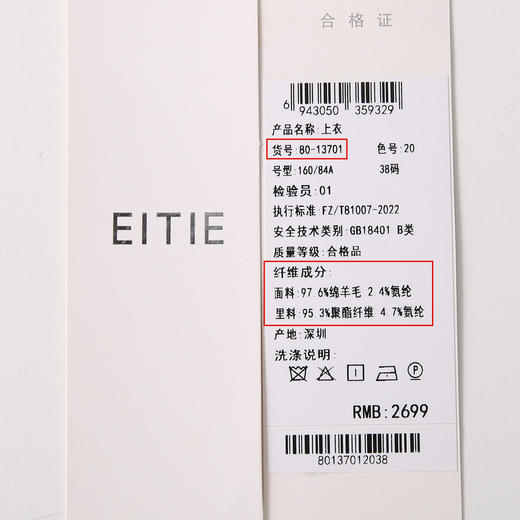 EITIE
合格证
6 943050 359329
产品名称:上衣
货号:80-13701 色号:20
号型:160/84A 38码
检验员:01
执行标准:FZ/T81007-2022
安全技术类别:GB18401 B类
质量等级:合格品
纤维成分:
面料:97.6%绵羊毛 2.4%氨纶
里料:95.3%聚酯纤维 4.7%氨纶
产地:深圳
洗涤说明:
RMB:2699
80137012038